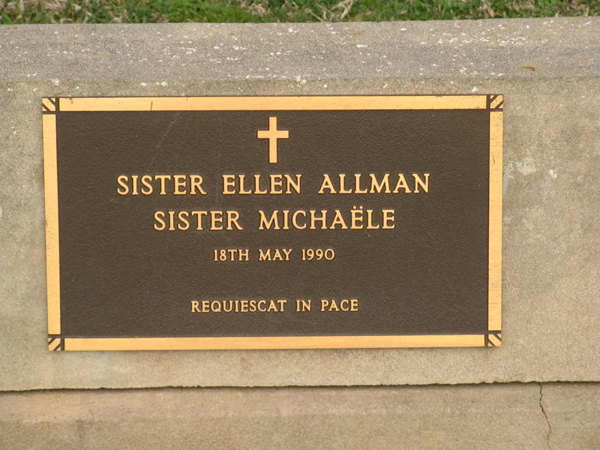 SISTER ELLEN ALLMAN
SISTER MICHAËLE
18TH MAY 1990
REQUIESCAT IN PACE